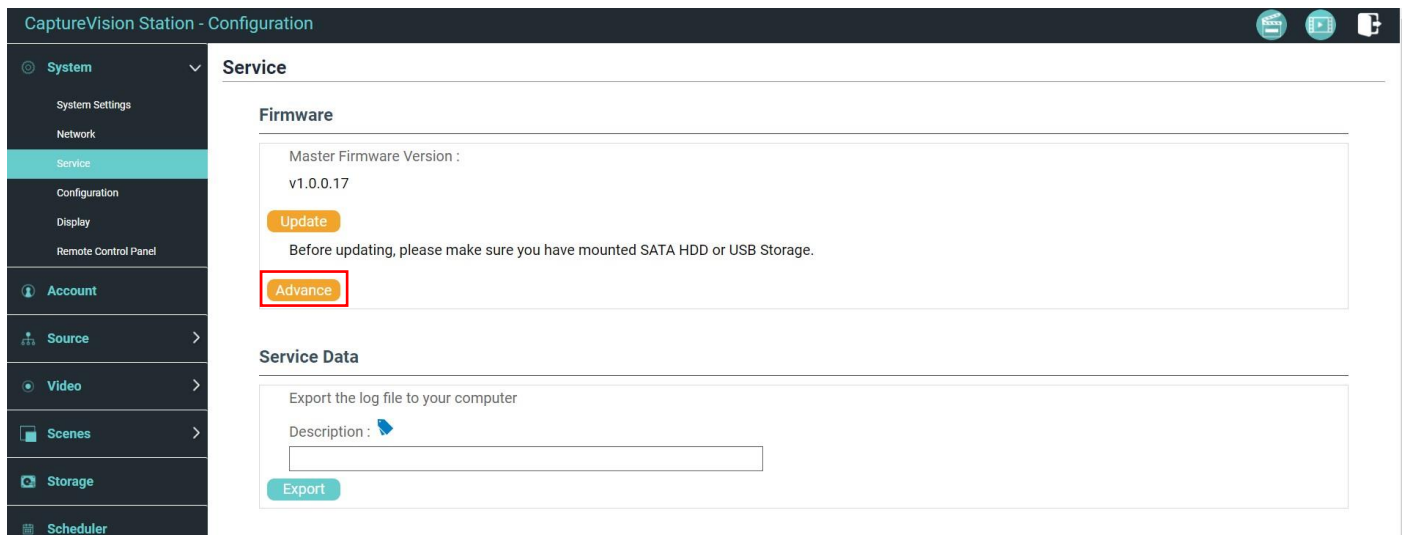 CaptureVision Station - Configuration
System
System Settings
Network
Service
Configuration
Display
Remote Control Panel
Account
Source
Video
Scenes
Storage
Scheduler
Service
Firmware
Master Firmware Version :
v1.0.0.17
Update
Before updating, please make sure you have mounted SATA HDD or USB Storage.
Advance
Service Data
Export the log file to your computer
Description :
Export